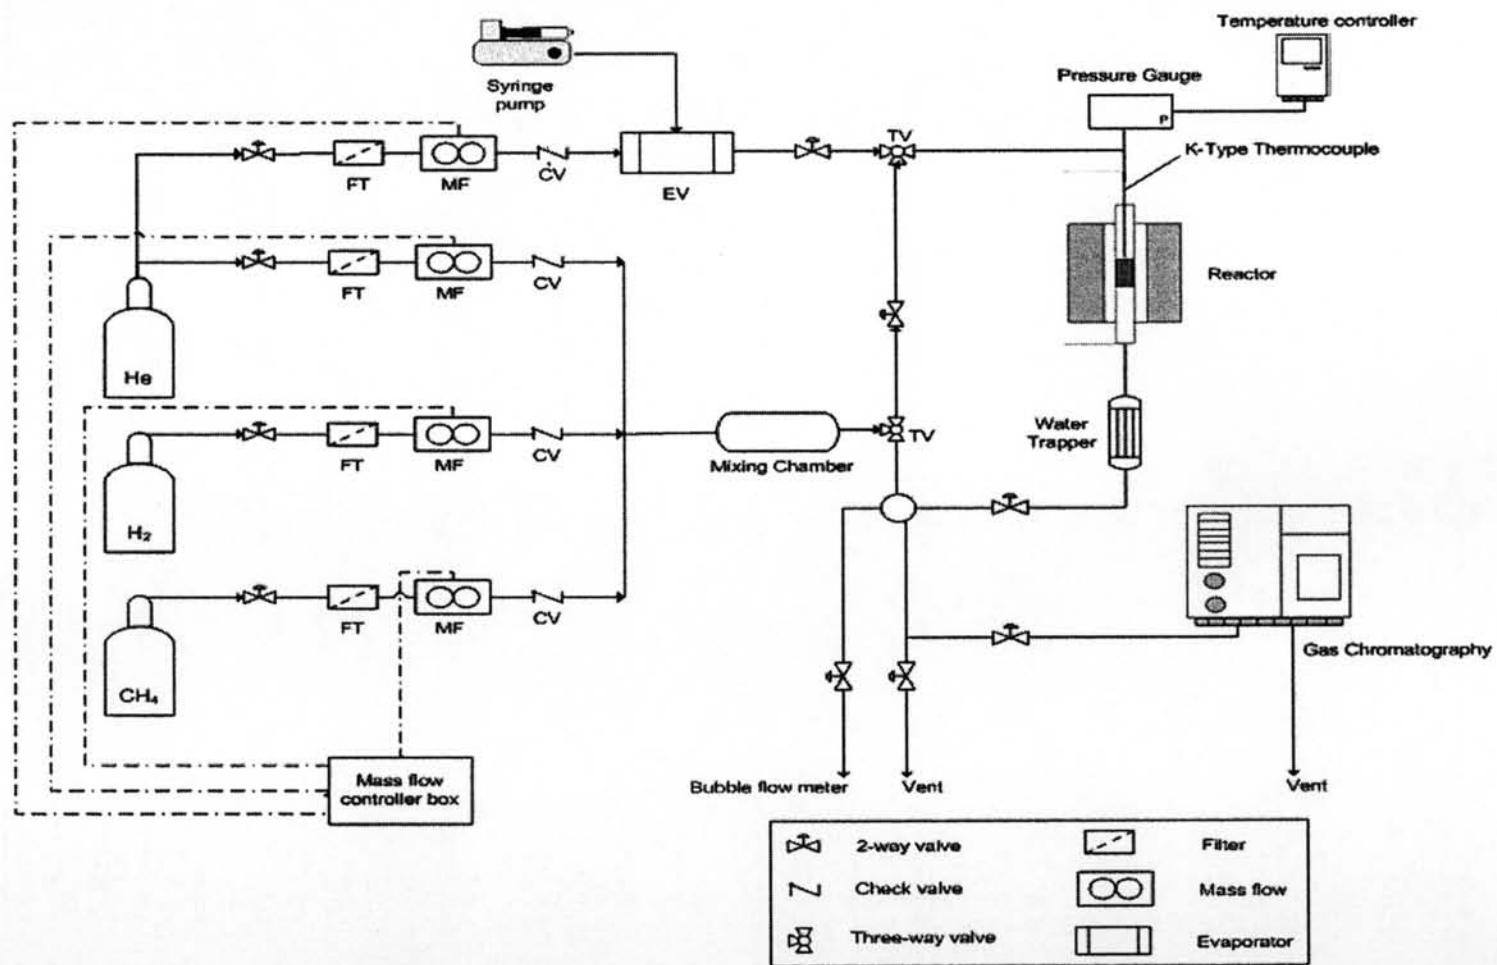 Temperature controller
Pressure Gauge
P
Syringe
pump
TV
K-Type Thermocouple
FT
MF
CV
EV
FT
MF
CV
Reactor
He
Water
Trapper
FT
MF
CV
Mixing Chamber
TV
H₂
FT
MF
CV
Gas Chromatography
CH₄
Mass flow
controller box
Bubble flow meter
Vent
Vent
2-way valve
Filter
Check valve
Mass flow
Three-way valve
Evaporator